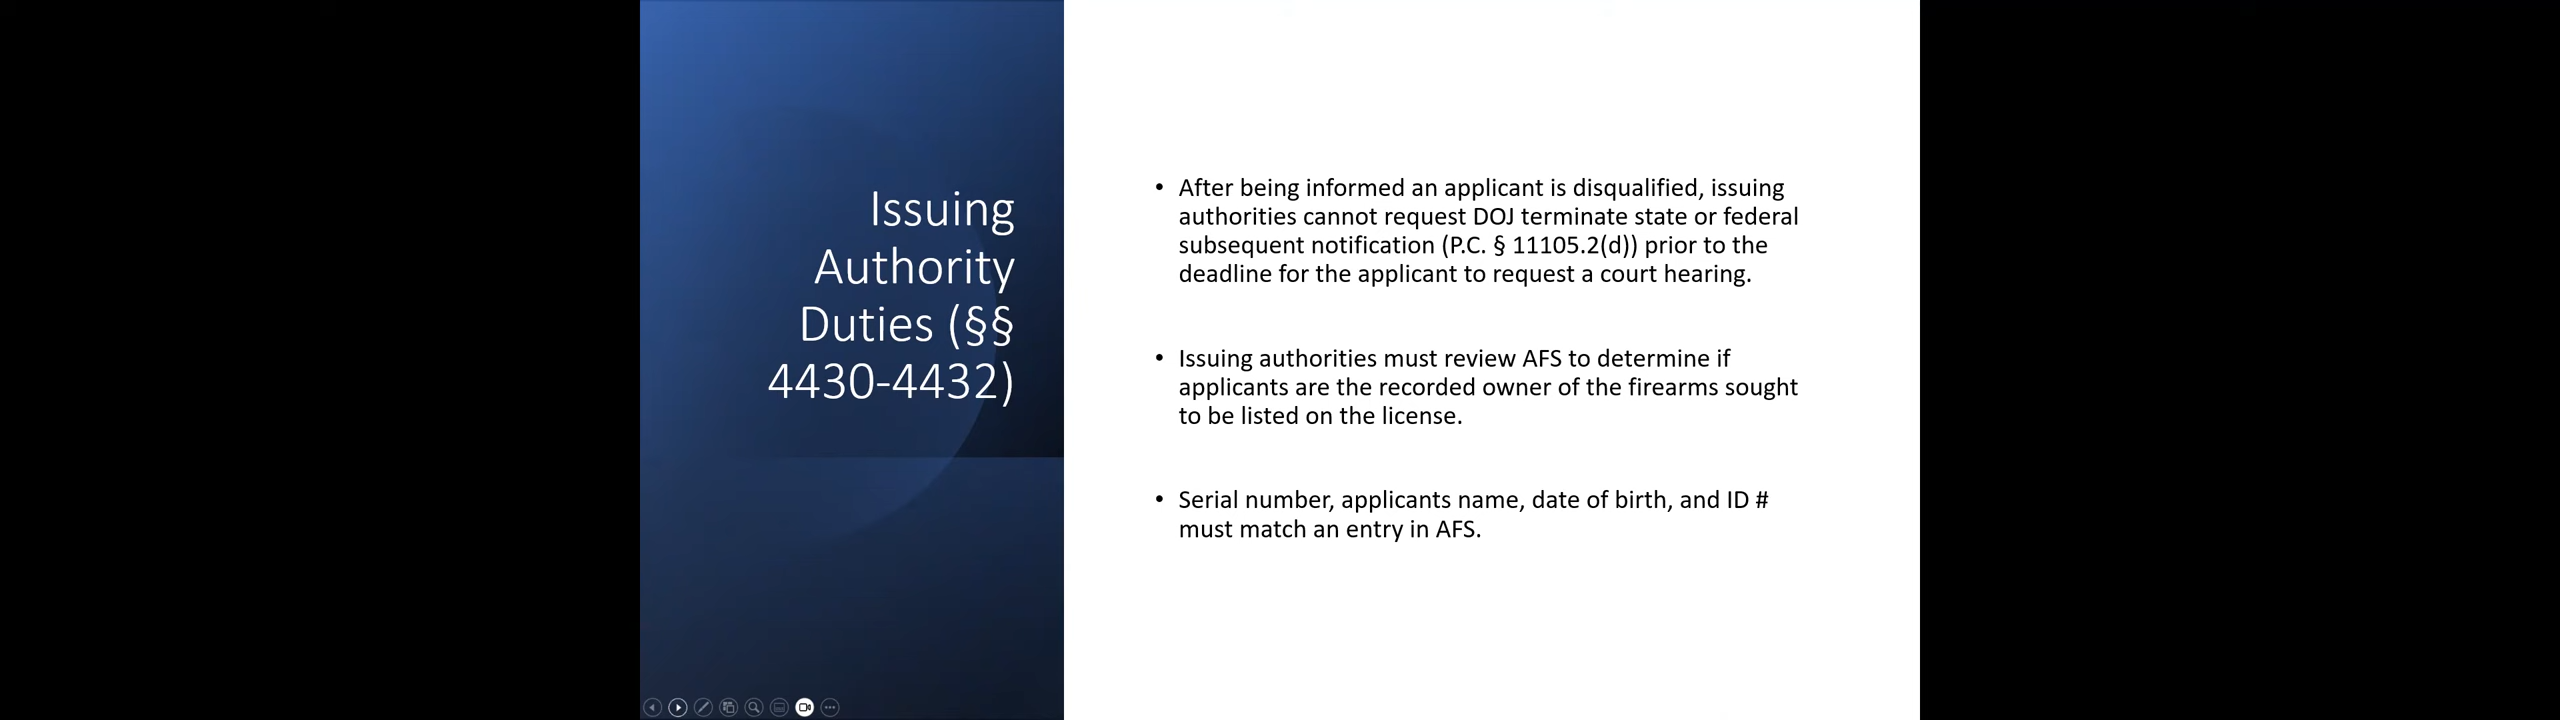 Issuing
Authority
Duties (§§
4430-4432)
• After being informed an applicant is disqualified, issuing
authorities cannot request DOJ terminate state or federal
subsequent notification (P.C. § 11105.2(d)) prior to the
deadline for the applicant to request a court hearing.
• Issuing authorities must review AFS to determine if
applicants are the recorded owner of the firearms sought
to be listed on the license.
• Serial number, applicants name, date of birth, and ID #
must match an entry in AFS.